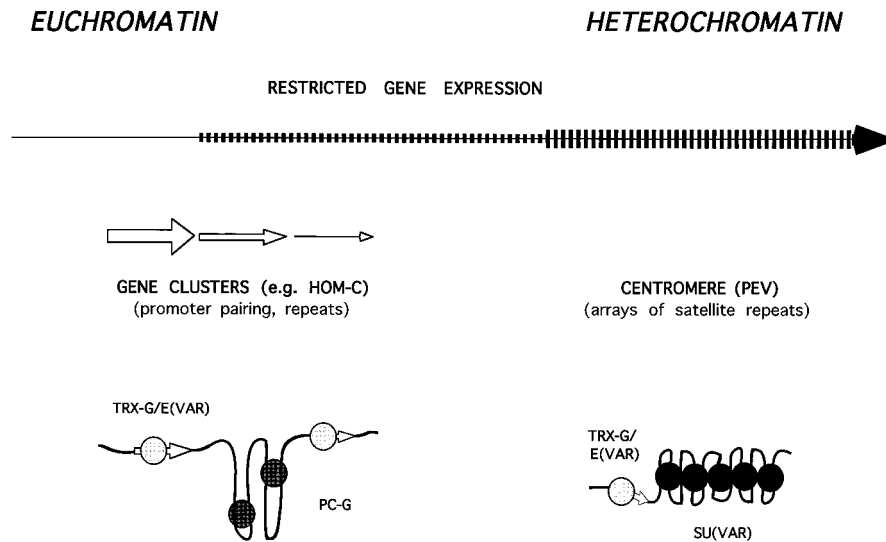 EUCHROMATIN
HETEROCHROMATIN
RESTRICTED GENE EXPRESSION
GENE CLUSTERS (e.g. HOM-C)
(promoter pairing, repeats)
CENTROMERE (PEV)
(arrays of satellite repeats)
TRX-G/E(VAR)
PC-G
TRX-G/
E(VAR)
SU(VAR)